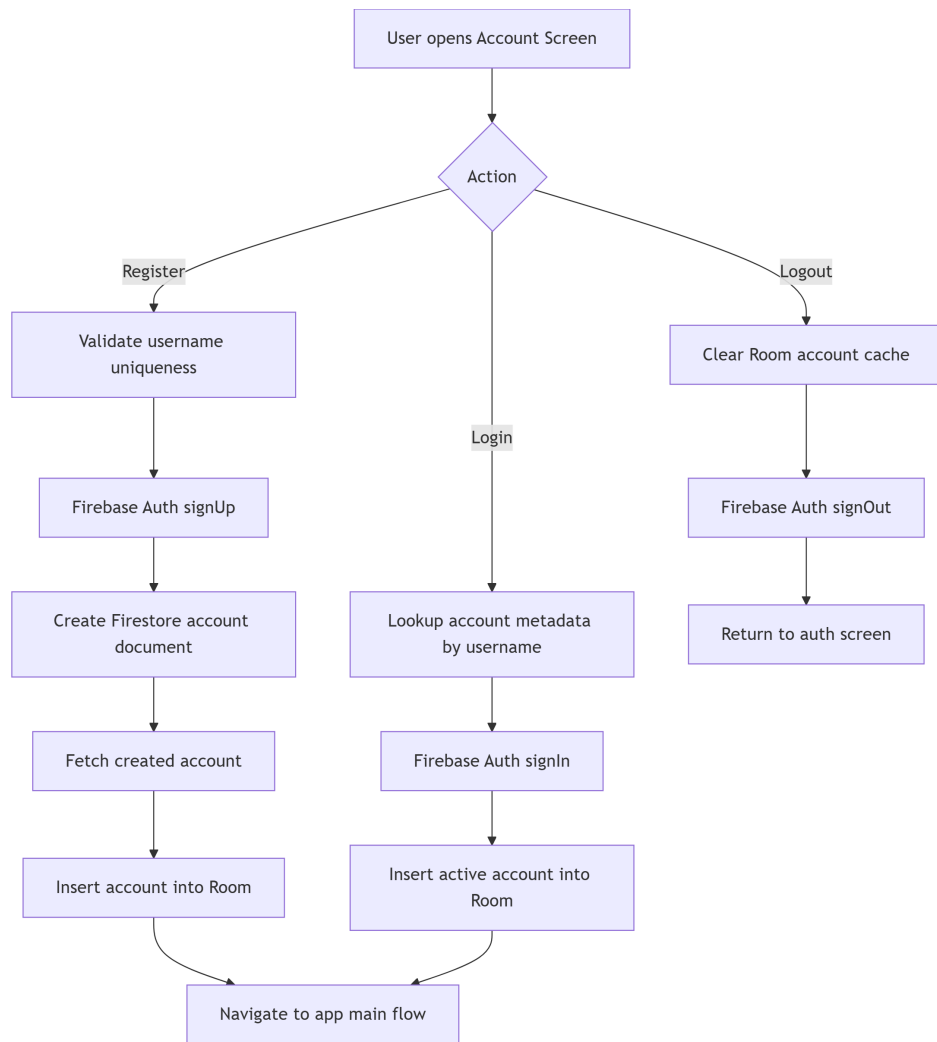 User opens Account Screen
Action
Register
Logout
Validate username
uniqueness
Clear Room account cache
Login
Firebase Auth signUp
Firebase Auth signOut
Create Firestore account
document
Lookup account metadata
by username
Return to auth screen
Fetch created account
Firebase Auth signIn
Insert account into Room
Insert active account into
Room
Navigate to app main flow